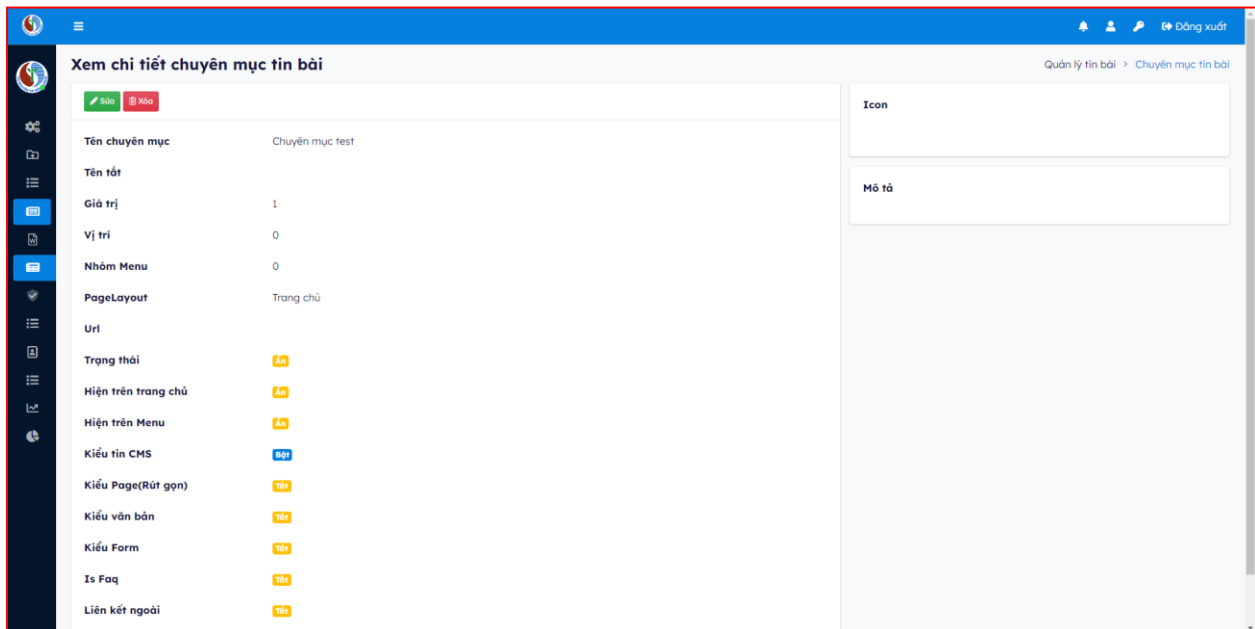 Đăng xuất
Xem chi tiết chuyên mục tin bài
Quản lý tin bài > Chuyên mục tin bài
Sửa Xóa
Tên chuyên mục Chuyên mục test
Tên tắt
Giá trị 1
Vị trí 0
Nhóm Menu 0
PageLayout Trang chủ
Url
Trạng thái Ẩn
Hiện trên trang chủ Ẩn
Hiện trên Menu Ẩn
Kiểu tin CMS Bật
Kiểu Page(Rút gọn) Tắt
Kiểu văn bản Tắt
Kiểu Form Tắt
Is Faq Tắt
Liên kết ngoài Tắt
Icon
Mô tả